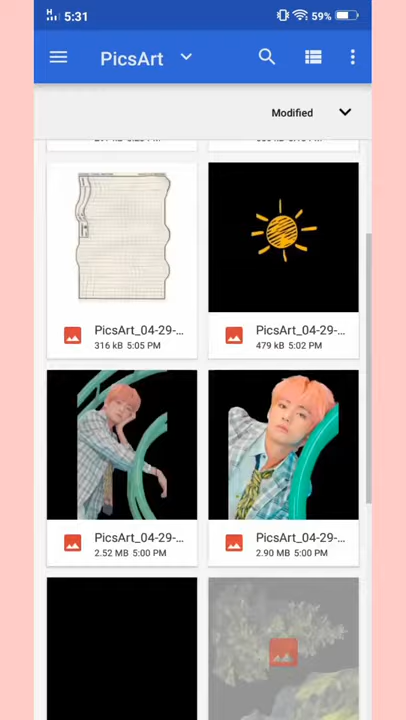 H
5:31
59%
PicsArt
Modified
PicsArt_04-29-...
316 kB 5:05 PM
PicsArt_04-29-...
479 kB 5:02 PM
PicsArt_04-29-...
2.52 MB 5:00 PM
PicsArt_04-29-...
2.90 MB 5:00 PM